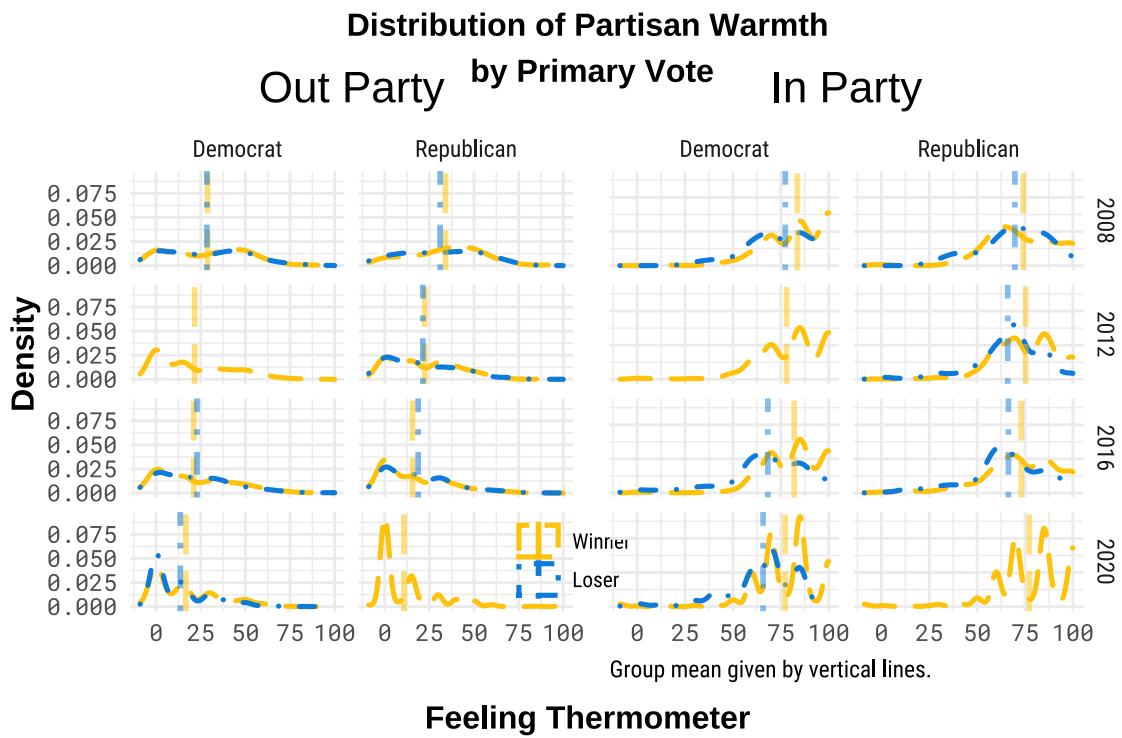 Distribution of Partisan Warmth
by Primary Vote
Out Party
In Party
Democrat
Republican
Democrat
Republican
0.075
0.050
0.025
0.000
2008
0.075
0.050
0.025
0.000
2012
0.075
0.050
0.025
0.000
2016
0.075
0.050
0.025
0.000
2020
Density
Winner
Loser
0 25 50 75 100
0 25 50 75 100
0 25 50 75 100
0 25 50 75 100
Group mean given by vertical lines.
Feeling Thermometer